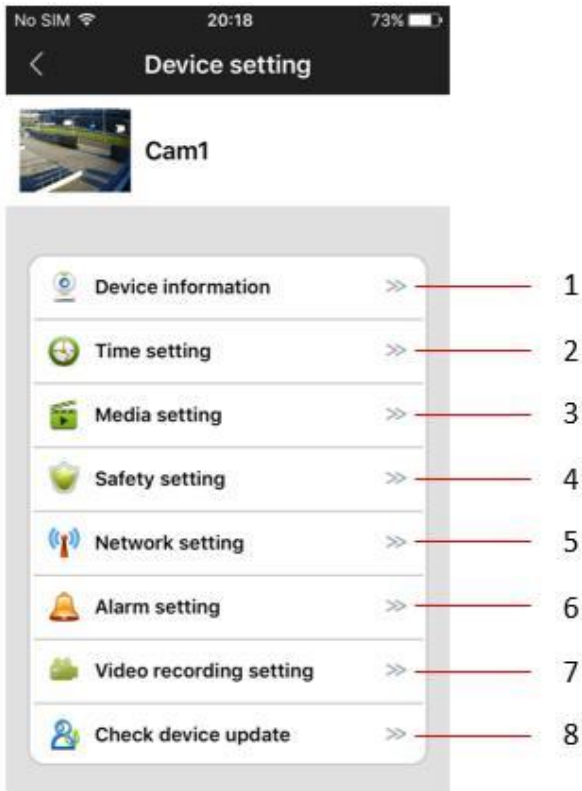 No SIM 20:18 73%
Device setting
Cam1
Device information 1
Time setting 2
Media setting 3
Safety setting 4
Network setting 5
Alarm setting 6
Video recording setting 7
Check device update 8